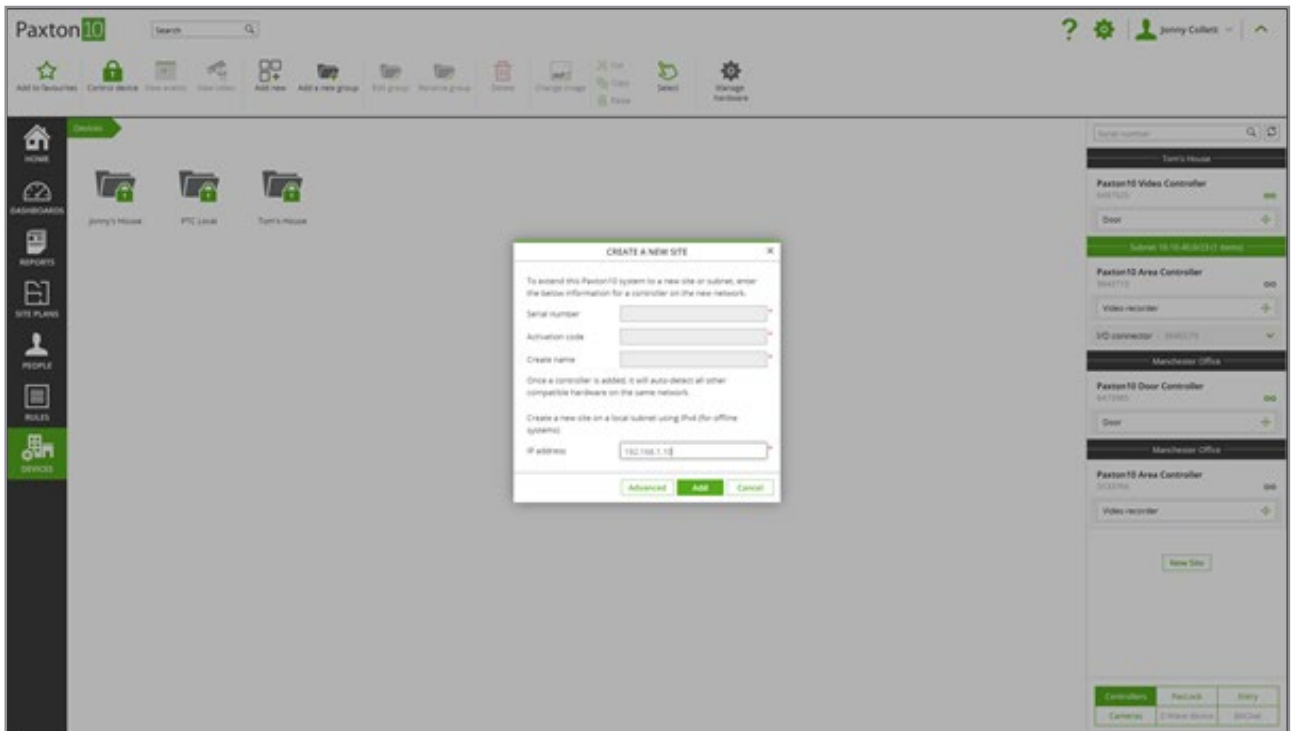 Paxton10
Search
Jonny Collett
Add to favourites
Control device
View events
View video
Add new
Add a new group
Edit group
Rename group
Delete
Change image
Cut
Copy
Paste
Select
Manage hardware
HOME
DASHBOARDS
REPORTS
SITE PLANS
PEOPLE
RULES
DEVICES
Devices
Jonny's House
PTC Local
Tom's House
CREATE A NEW SITE
To extend this Paxton10 system to a new site or subnet, enter
the below information for a controller on the new network.
Serial number
Activation code
Create name
Once a controller is added, it will auto-detect all other
compatible hardware on the same network.
Create a new site on a local subnet using IPv4 (for offline
systems)
IP address
192.168.1.10
Advanced
Add
Cancel
Serial number
Tom's House
Paxton10 Video Controller
Door
Paxton10 Area Controller
Video recorder
I/O connector
Manchester Office
Paxton10 Door Controller
Door
Manchester Office
Paxton10 Area Controller
Video recorder
New Site
Controllers
PaxLock
Entry
Cameras